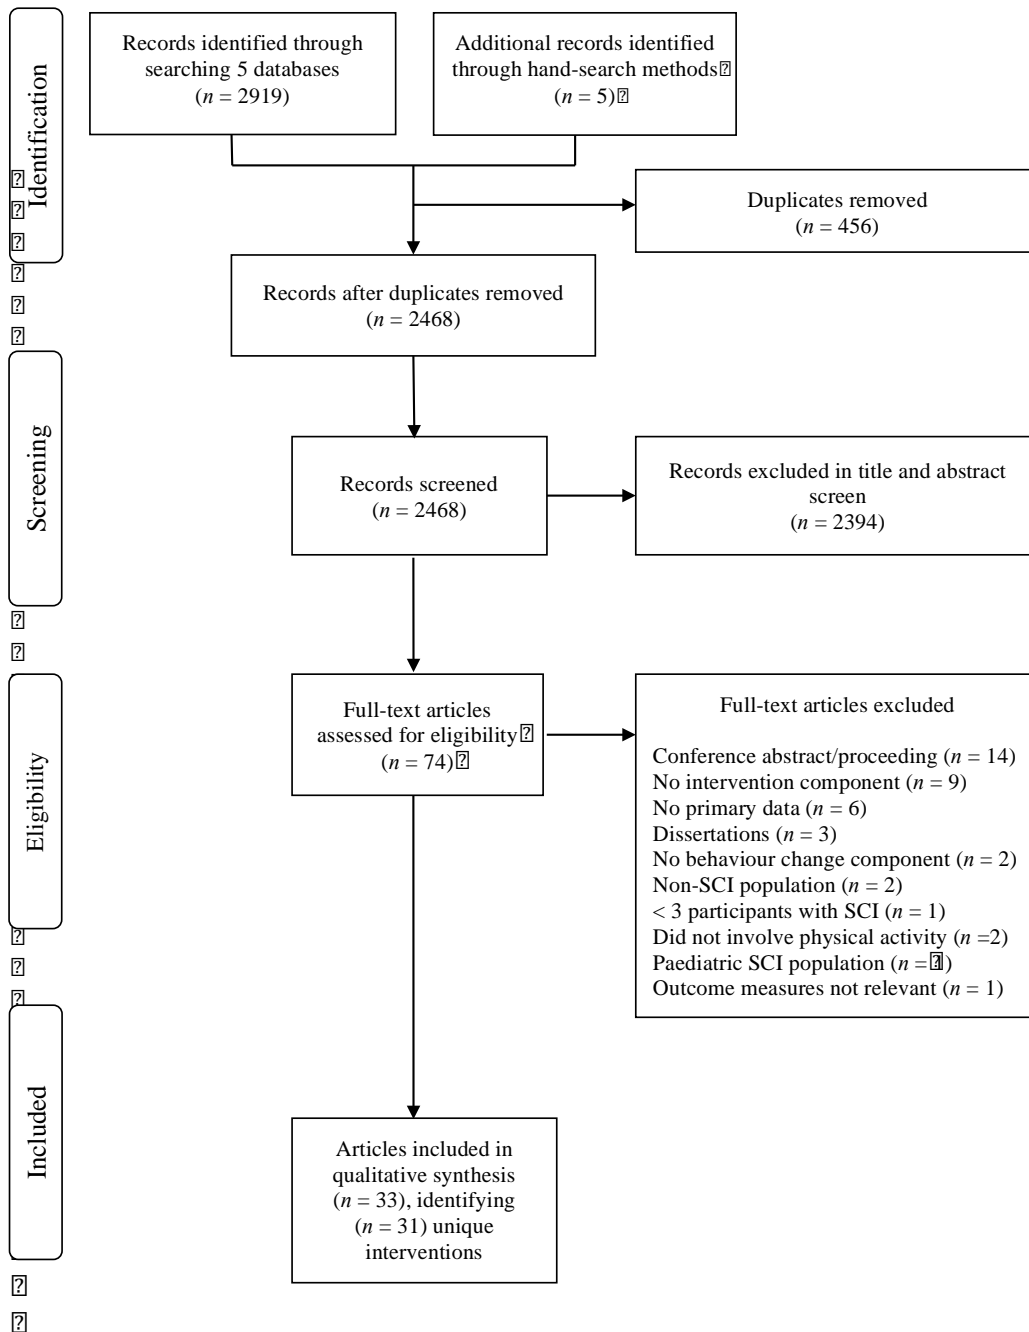 Identification
Records identified through
searching 5 databases
(n = 2919)
Additional records identified
through hand-search methods
(n = 5)
Duplicates removed
(n = 456)
Records after duplicates removed
(n = 2468)
Screening
Records screened
(n = 2468)
Records excluded in title and abstract
screen
(n = 2394)
Eligibility
Full-text articles
assessed for eligibility
(n = 74)
Full-text articles excluded
Conference abstract/proceeding (n = 14)
No intervention component (n = 9)
No primary data (n = 6)
Dissertations (n = 3)
No behaviour change component (n = 2)
Non-SCI population (n = 2)
< 3 participants with SCI (n = 1)
Did not involve physical activity (n =2)
Paediatric SCI population (n = )
Outcome measures not relevant (n = 1)
Included
Articles included in
qualitative synthesis
(n = 33), identifying
(n = 31) unique
interventions